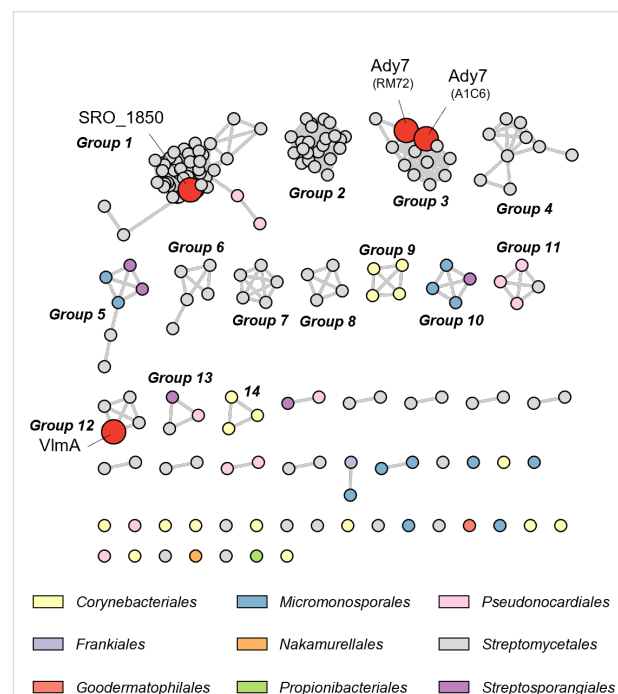 Ady7
(RM72)
Ady7
(A1C6)
SRO_1850
Group 1
Group 2
Group 3
Group 4
Group 5
Group 6
Group 7
Group 8
Group 9
Group 10
Group 11
Group 12
VlmA
Group 13
14
Corynebacteriales
Micromonosporales
Pseudonocardiales
Frankiales
Nakamurellales
Streptomycetales
Goodermatophilales
Propionibacteriales
Streptosporangiales